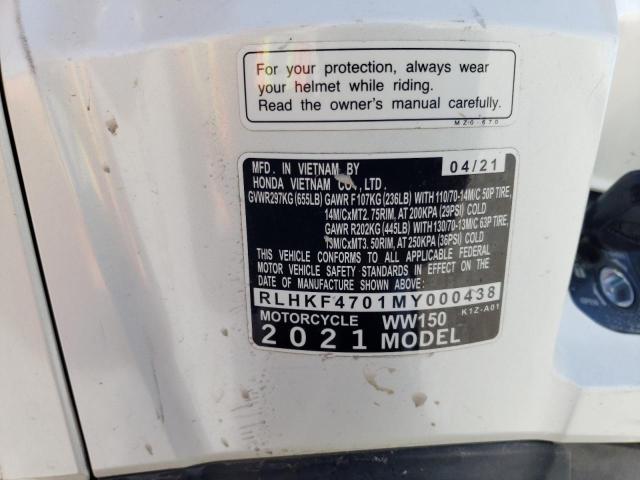 For your protection, always wear
your helmet while riding.
Read the owner's manual carefully.
MZ0-670
MFD. IN VIETNAM BY 04/21
HONDA VIETNAM CO., LTD.
GVWR297KG (655LB) GAWR F107KG (236LB) WITH 110/70-14M/C 50P TIRE,
14M/CxMT2. 75RIM, AT 200KPA (29PSI) COLD
GAWR R202KG (445LB) WITH 130/70-13M/C 63P TIRE,
13M/CxMT3. 50RIM, AT 250KPA (36PSI) COLD
THIS VEHICLE CONFORMS TO ALL APPLICABLE FEDERAL
MOTOR VEHICLE SAFETY STANDARDS IN EFFECT ON THE
DATE OF MANUFACTURE SHOWN ABOVE:
RLHKF4701MY000438
MOTORCYCLE WW150 K1Z-A01
2021 MODEL